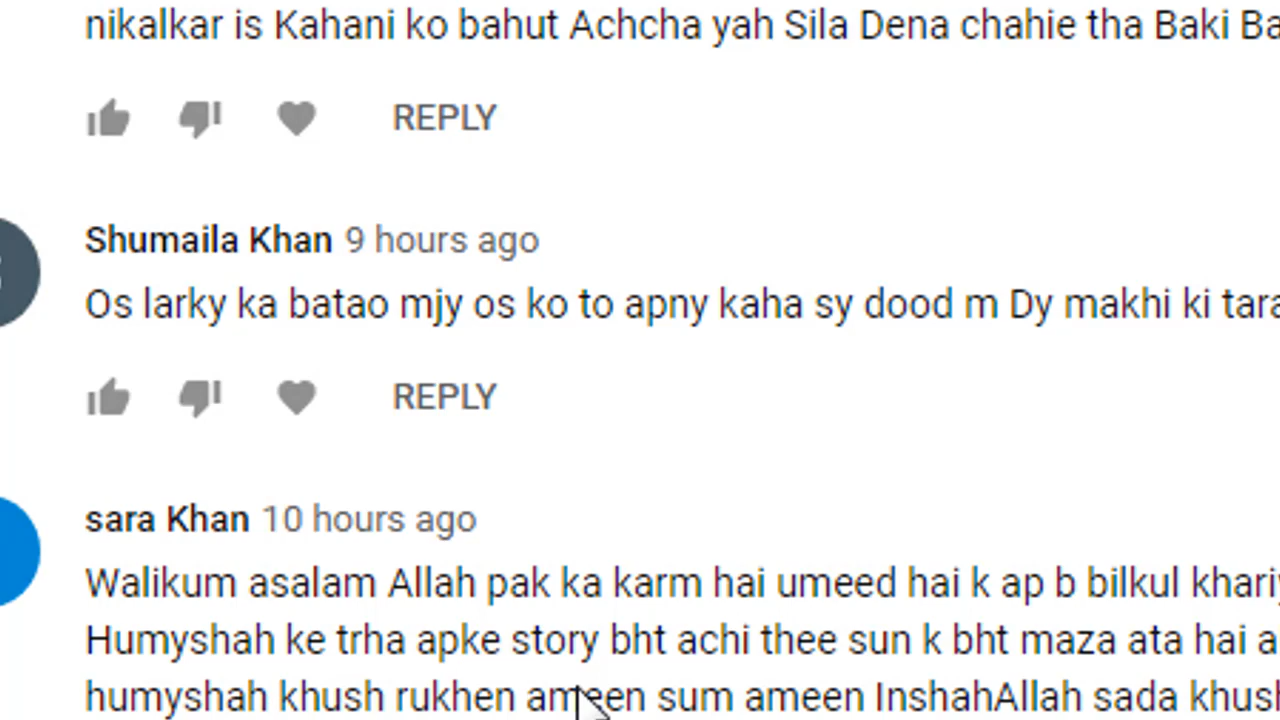 nikalkar is Kahani ko bahut Achcha yah Sila Dena chahie tha Baki
REPLY
Shumaila Khan 9 hours ago
Os larky ka batao mjy os ko to apny kaha sy dood m Dy makhi ki
REPLY
sara Khan 10 hours ago
Walikum asalam Allah pak ka karm hai umeed hai k ap b bilkul
Humyshah ke trha apke story bht achi thee sun k bht maza ata hai
humyshah khush rukhen ameen sum ameen InshahAllah sada